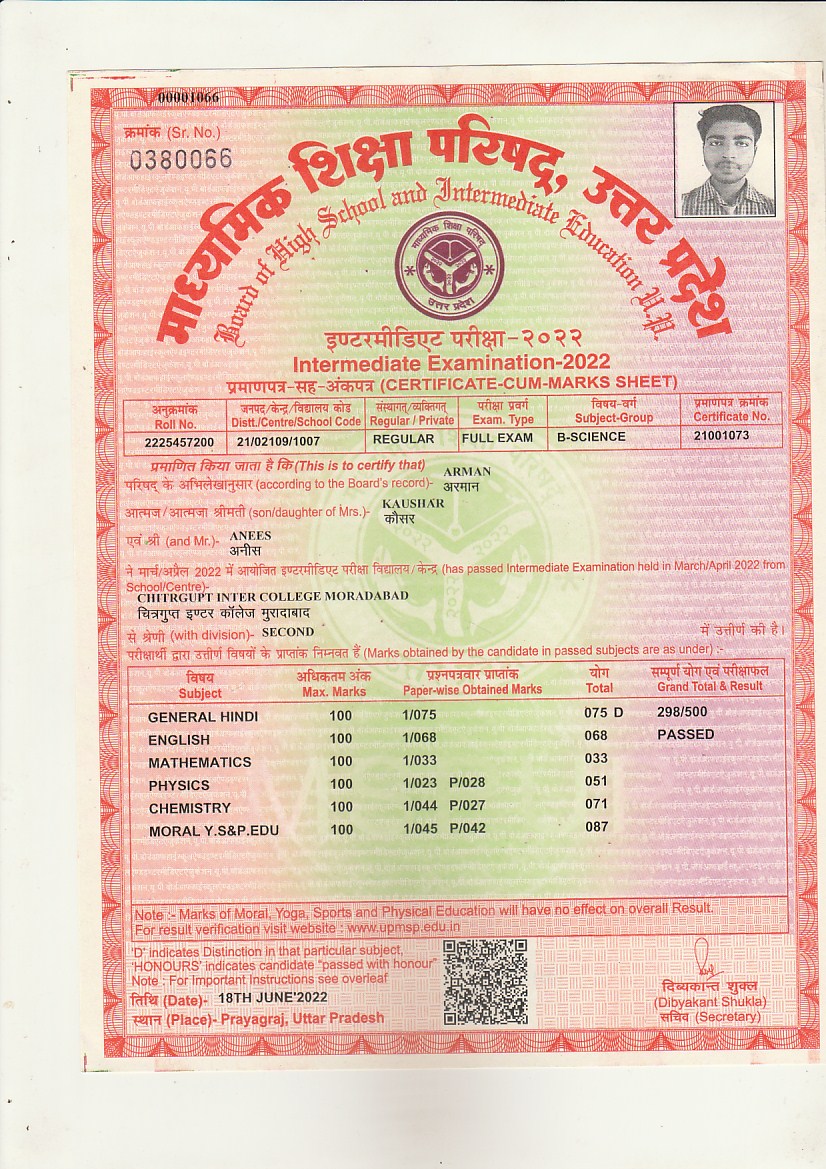 00001066
क्रमांक (Sr. No.)
0380066
माध्यमिक शिक्षा परिषद्, उत्तर प्रदेश
Board of High School and Intermediate Education U.P.
माध्यमिक शिक्षा परिषद्
उत्तर प्रदेश
इण्टरमीडिएट परीक्षा-२०२२
Intermediate Examination-2022
प्रमाणपत्र-सह-अंकपत्र (CERTIFICATE-CUM-MARKS SHEET)
अनुक्रमांक जनपद/केन्द्र/विद्यालय कोड संस्थागत/व्यक्तिगत परीक्षा प्रवर्ग विषय-वर्ग प्रमाणपत्र क्रमांक
Roll No. Distt./Centre/School Code Regular / Private Exam. Type Subject-Group Certificate No.
2225457200 21/02109/1007 REGULAR FULL EXAM B-SCIENCE 21001073
प्रमाणित किया जाता है कि (This is to certify that) ARMAN
परिषद् के अभिलेखानुसार (according to the Board's record)- अरमान
आत्मज/आत्मजा श्रीमती (son/daughter of Mrs.)- KAUSHAR
कौसर
एवं श्री (and Mr.)- ANEES
अनीस
ने मार्च/अप्रैल 2022 में आयोजित इण्टरमीडिएट परीक्षा विद्यालय/केन्द्र (has passed Intermediate Examination held in March/April 2022 from
School/Centre)-
CHITRGUPT INTER COLLEGE MORADABAD
चित्रगुप्त इण्टर कॉलेज मुरादाबाद
से श्रेणी (with division)- SECOND में उत्तीर्ण की है।
परीक्षार्थी द्वारा उत्तीर्ण विषयों के प्राप्तांक निम्नवत हैं (Marks obtained by the candidate in passed subjects are as under) :-
विषय अधिकतम अंक प्रश्नपत्रवार प्राप्तांक योग सम्पूर्ण योग एवं परीक्षाफल
Subject Max. Marks Paper-wise Obtained Marks Total Grand Total & Result
GENERAL HINDI 100 1/075 075 D 298/500
ENGLISH 100 1/068 068 PASSED
MATHEMATICS 100 1/033 033
PHYSICS 100 1/023 P/028 051
CHEMISTRY 100 1/044 P/027 071
MORAL Y.S&P.EDU 100 1/045 P/042 087
Note :- Marks of Moral, Yoga, Sports and Physical Education will have no effect on overall Result.
For result verification visit website : www.upmsp.edu.in
'D' indicates Distinction in that particular subject,
'HONOURS' indicates candidate "passed with honour"
Note : For Important Instructions see overleaf
तिथि (Date)- 18TH JUNE'2022
स्थान (Place)- Prayagraj, Uttar Pradesh
दिव्यकान्त शुक्ल
(Dibyakant Shukla)
सचिव (Secretary)